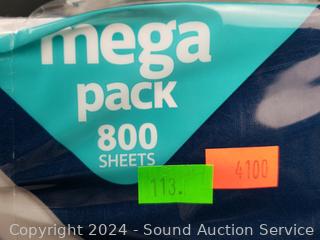 mega
pack
800
SHEETS
113.
4100
Copyright 2024 - Sound Auction Service